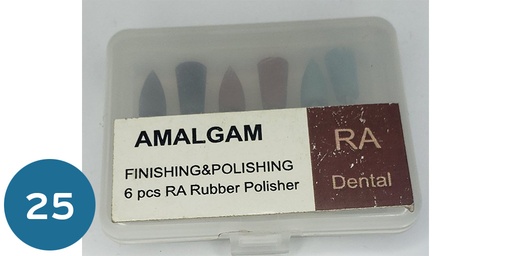 AMALGAM
FINISHING&POLISHING
6 pcs RA Rubber Polisher
RA
Dental
25